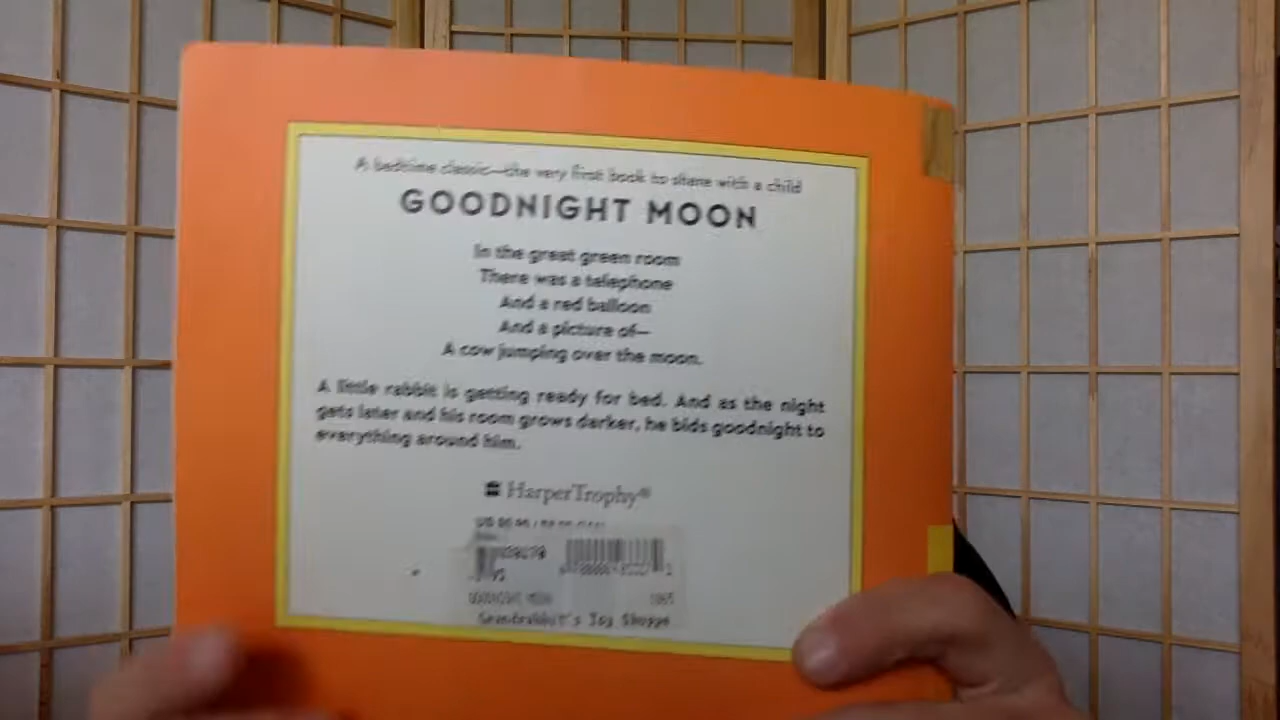 A bedtime classic—the very first book to share with a child
GOODNIGHT MOON
In the great green room
There was a telephone
And a red balloon
And a picture of—
A cow jumping over the moon.
A little rabbit is getting ready for bed. And as the night
gets later and his room grows darker, he bids goodnight to
everything around him.
HarperTrophy®
GOODNIGHT MOON
Grandrabbit's Toy Shoppe